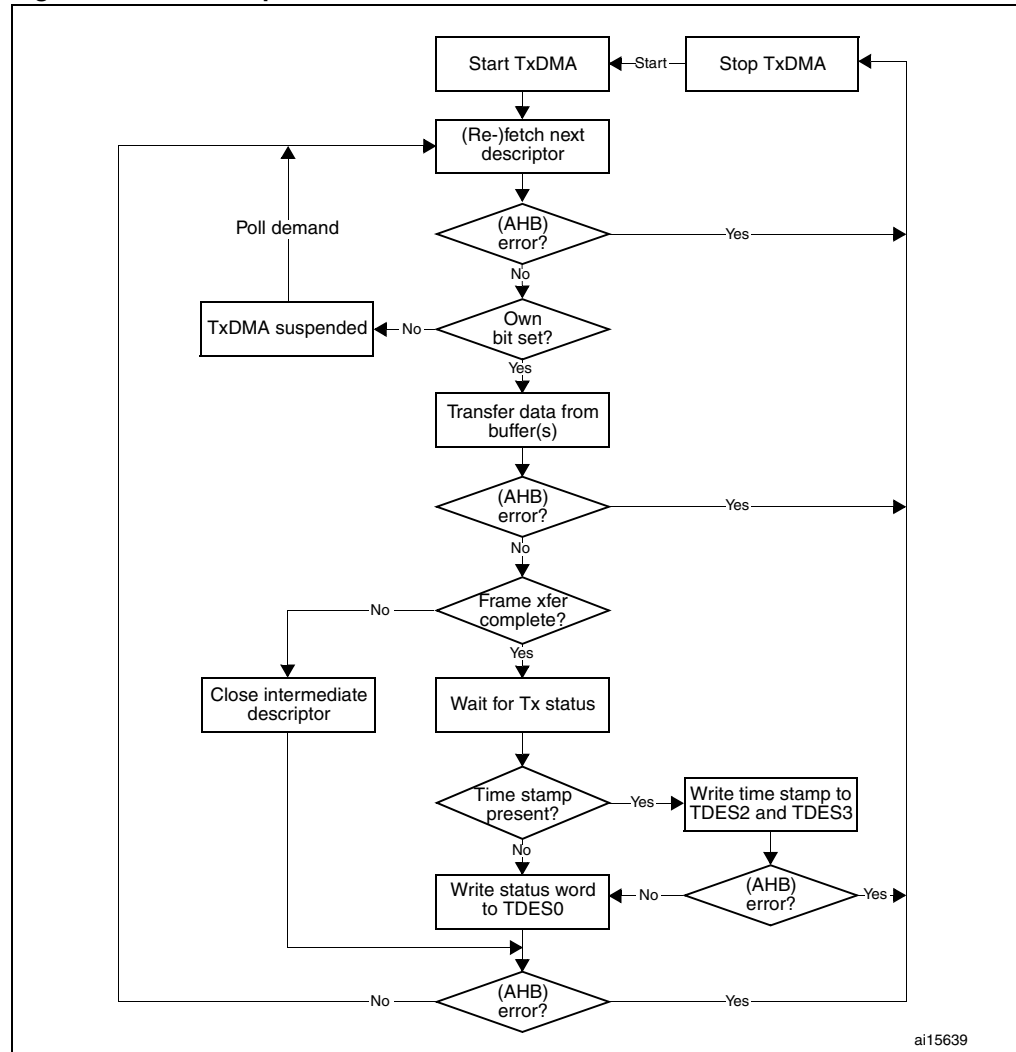 Start TxDMA
Start
Stop TxDMA
(Re-)fetch next
descriptor
Poll demand
(AHB)
error?
Yes
No
TxDMA suspended
No
Own
bit set?
Yes
Transfer data from
buffer(s)
(AHB)
error?
Yes
No
No
Frame xfer
complete?
Yes
Close intermediate
descriptor
Wait for Tx status
Time stamp
present?
Yes
Write time stamp to
TDES2 and TDES3
No
Write status word
to TDES0
No
(AHB)
error?
Yes
No
(AHB)
error?
Yes
ai15639